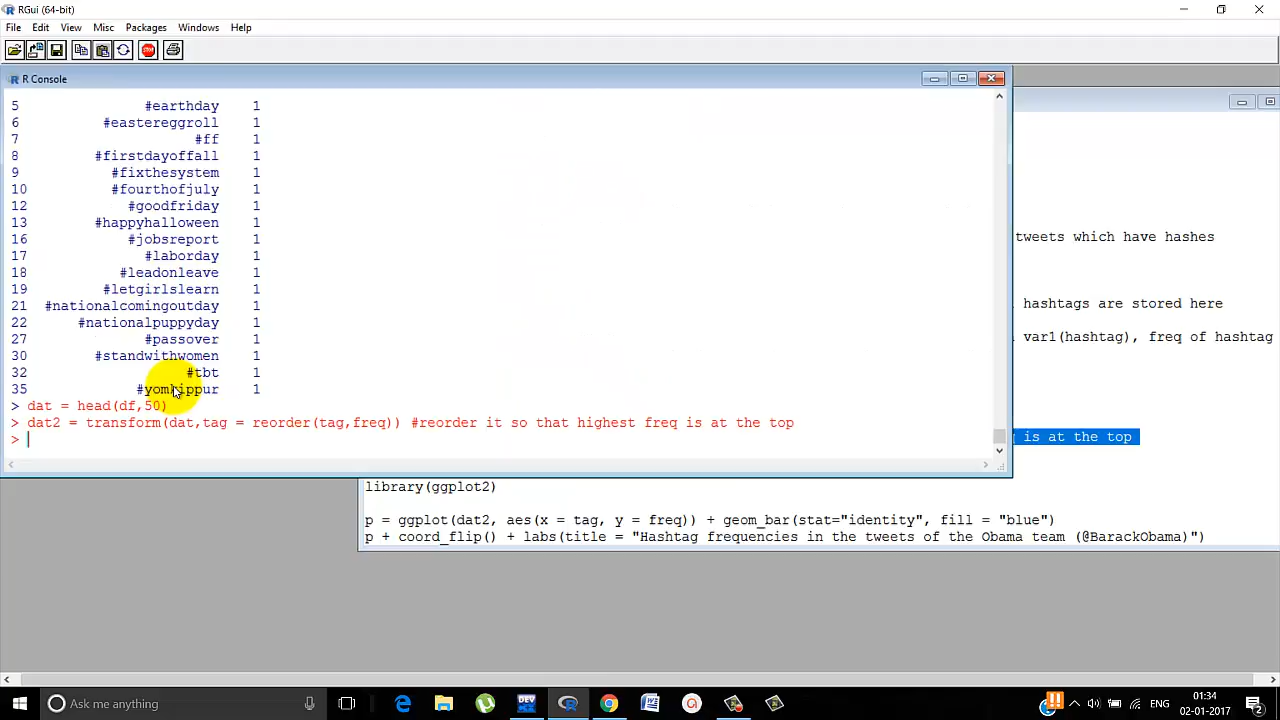 RGui (64-bit)
File Edit View Misc Packages Windows Help
STOP
R Console
5 #earthday 1
6 #eastereggroll 1
7 #ff 1
8 #firstdayoffall 1
9 #fixthesystem 1
10 #fourthofjuly 1
12 #goodfriday 1
13 #happyhalloween 1
16 #jobsreport 1
17 #laborday 1
18 #leadonleave 1
19 #letgirlslearn 1
21 #nationalcomingoutday 1
22 #nationalpuppyday 1
27 #passover 1
30 #standwithwomen 1
32 #tbt 1
35 #yomkippur 1
> dat = head(df,50)
> dat2 = transform(dat,tag = reorder(tag,freq)) #reorder it so that highest freq is at the top
>
tweets which have hashes
hashtags are stored here
var1(hashtag), freq of hashtag
is at the top
library(ggplot2)
p = ggplot(dat2, aes(x = tag, y = freq)) + geom_bar(stat="identity", fill = "blue")
p + coord_flip() + labs(title = "Hashtag frequencies in the tweets of the Obama team (@BarackObama)")
Ask me anything
DEV
ENG
01:34
02-01-2017
2